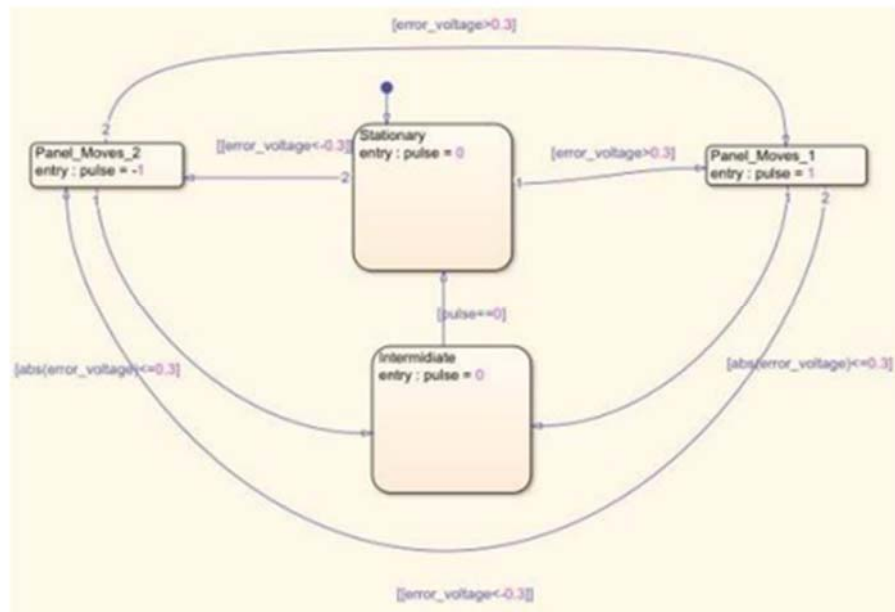 [error_voltage>0.3]
2
Stationary
entry : pulse = 0
[[error_voltage<-0.3]]
Panel_Moves_2
entry : pulse = -1
[error_voltage>0.3]
Panel_Moves_1
entry : pulse = 1
2
1
1
1
2
[pulse==0]
Intermidiate
entry : pulse = 0
[abs(error_voltage)<=0.3]
[abs(error_voltage)<=0.3]
[[error_voltage<-0.3]]